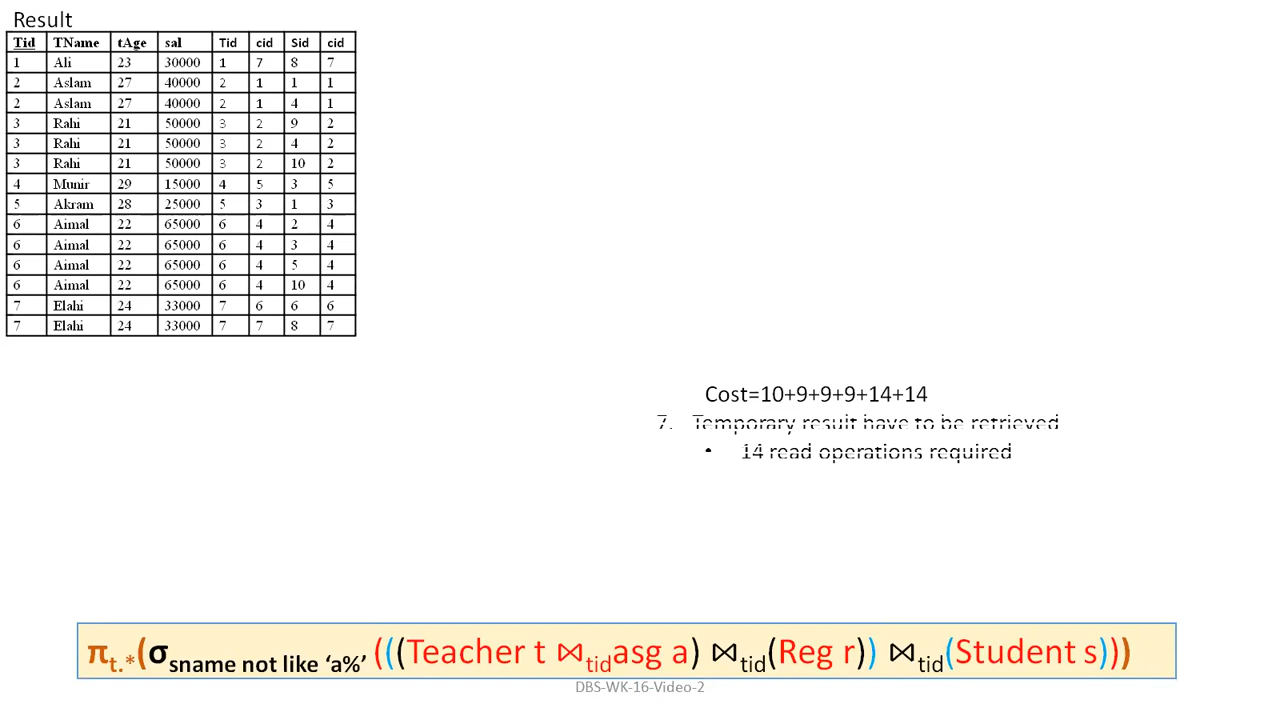 Result
Tid TName tAge sal Tid cid Sid cid
1 Ali 23 30000 1 7 8 7
2 Aslam 27 40000 2 1 1 1
2 Aslam 27 40000 2 1 4 1
3 Rahi 21 50000 3 2 9 2
3 Rahi 21 50000 3 2 4 2
3 Rahi 21 50000 3 2 10 2
4 Munir 29 15000 4 5 3 5
5 Akram 28 25000 5 3 1 3
6 Aimal 22 65000 6 4 2 4
6 Aimal 22 65000 6 4 3 4
6 Aimal 22 65000 6 4 5 4
6 Aimal 22 65000 6 4 10 4
7 Elahi 24 33000 7 6 6 6
7 Elahi 24 33000 7 7 8 7
Cost=10+9+9+9+14+14
7. Temporary result have to be retrieved
• 14 read operations required
πt.*(σsname not like ‘a%’ (((Teacher t ⋈tidasg a) ⋈tid(Reg r)) ⋈tid(Student s)))
DBS-WK-16-Video-2